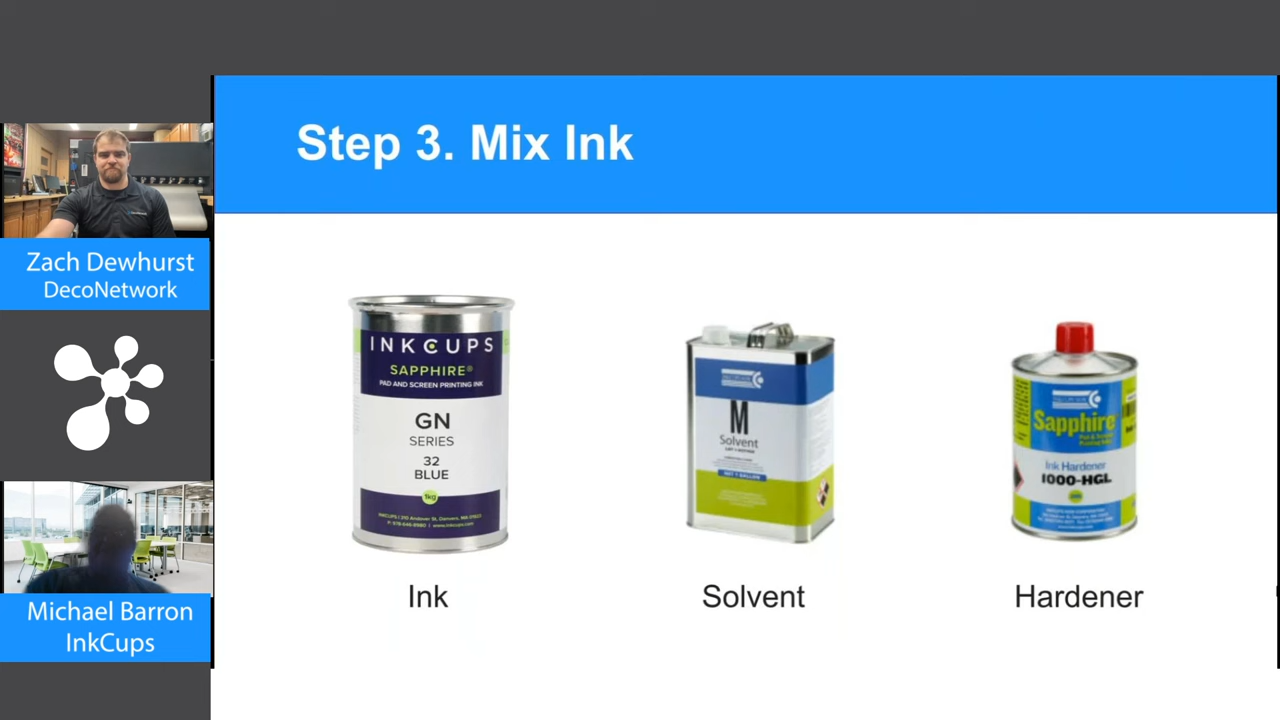 Step 3. Mix Ink
Zach Dewhurst
DecoNetwork
Michael Barron
InkCups
INKCUPS
SAPPHIRE®
PAD AND SCREEN PRINTING INK
GN
SERIES
32
BLUE
1kg
M
Solvent
Sapphire
Ink Hardener
1000-HGL
Ink
Solvent
Hardener